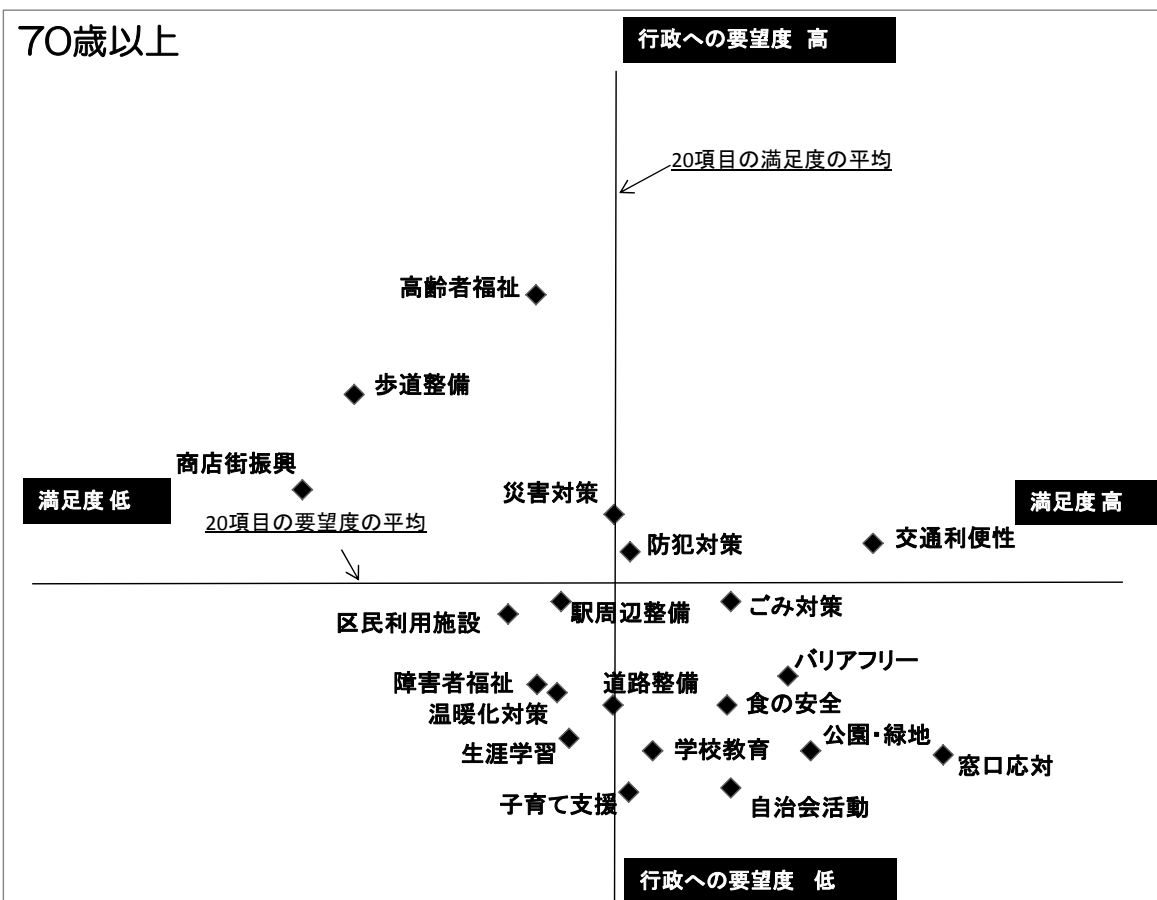 70歳以上
行政への要望度 高
20項目の満足度の平均
高齢者福祉
歩道整備
商店街振興
満足度 低
災害対策
満足度 高
20項目の要望度の平均
防犯対策
交通利便性
区民利用施設
駅周辺整備
ごみ対策
バリアフリー
障害者福祉
道路整備
食の安全
温暖化対策
公園・緑地
生涯学習
学校教育
窓口応対
子育て支援
自治会活動
行政への要望度 低